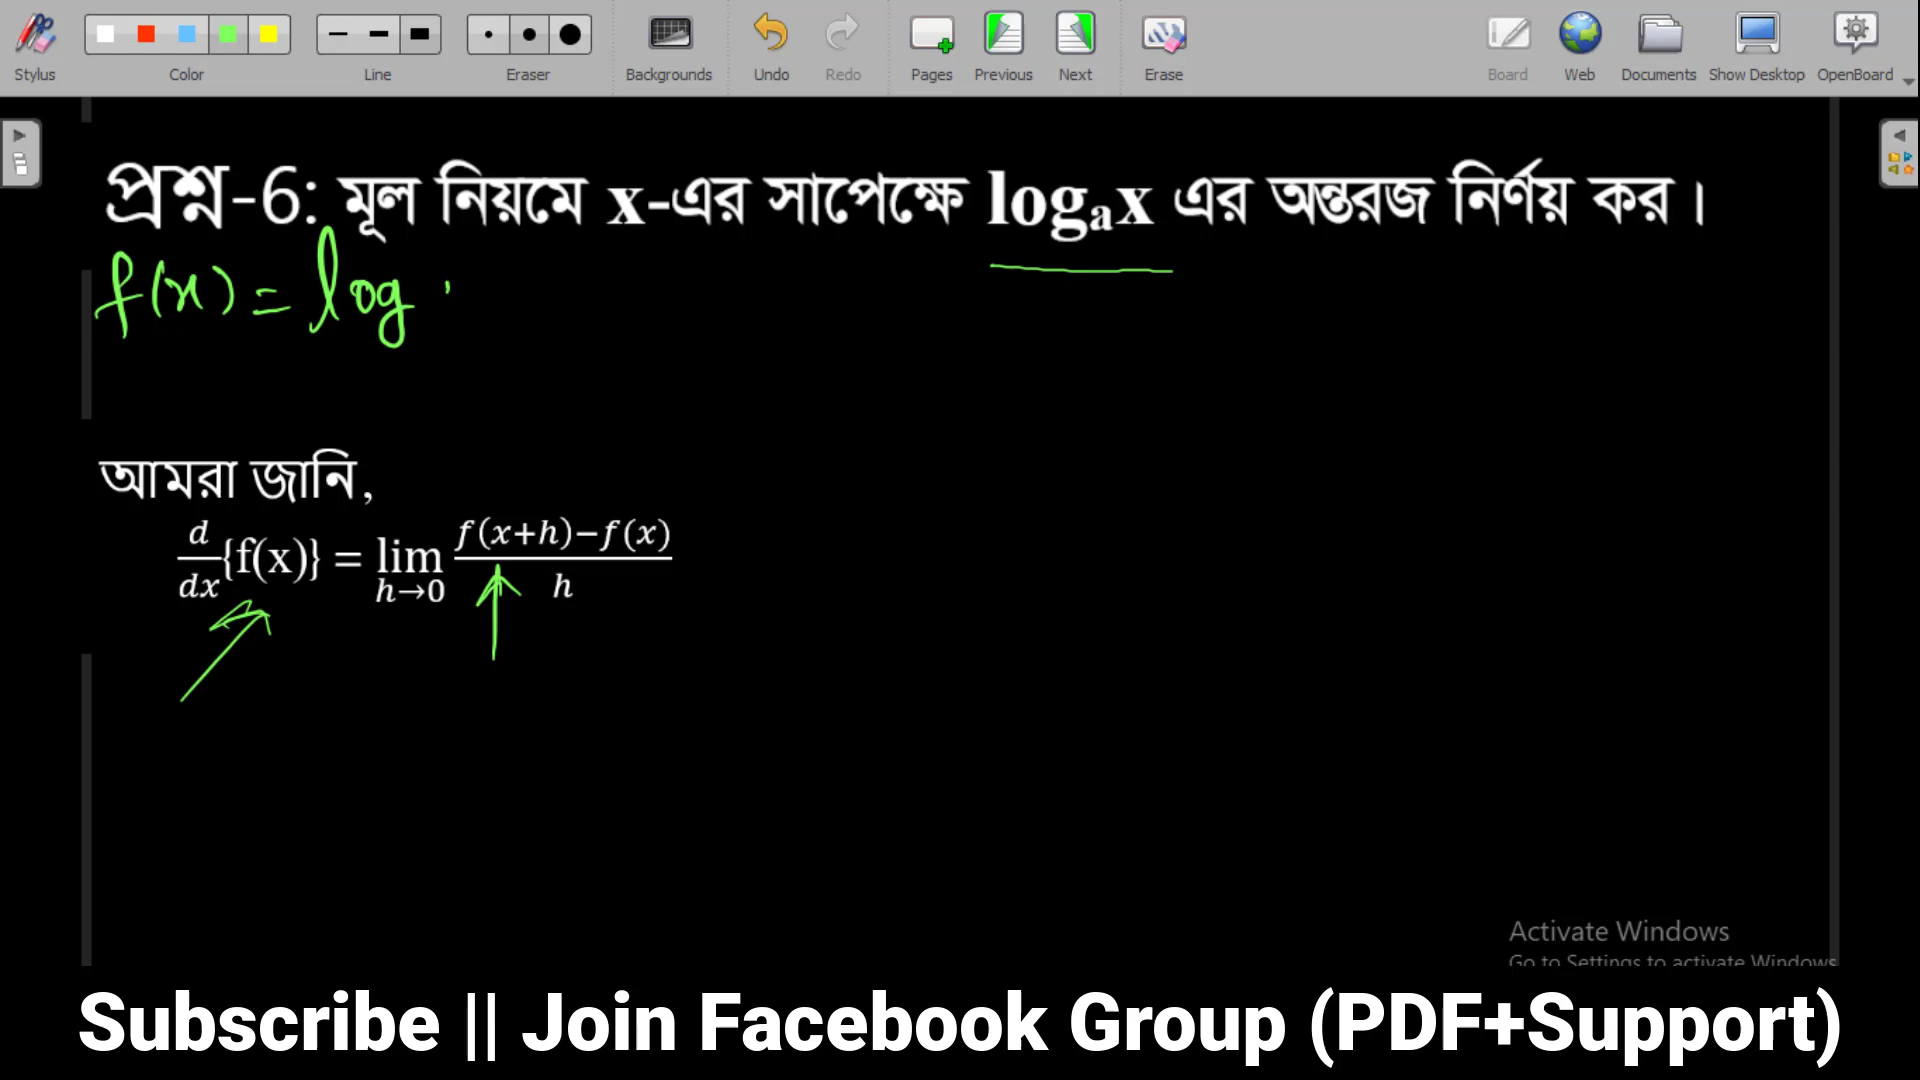 Stylus Color Line Eraser Backgrounds Undo Redo Pages Previous Next Erase Board Web Documents Show Desktop OpenBoard
প্রশ্ন-6: মূল নিয়মে x-এর সাপেক্ষে logₐx এর অন্তরজ নির্ণয় কর।
f(x) = log
আমরা জানি,
d/dx{f(x)} = lim h→0 f(x+h)−f(x)/h
Activate Windows
Go to Settings to activate Windows
Subscribe || Join Facebook Group (PDF+Support)